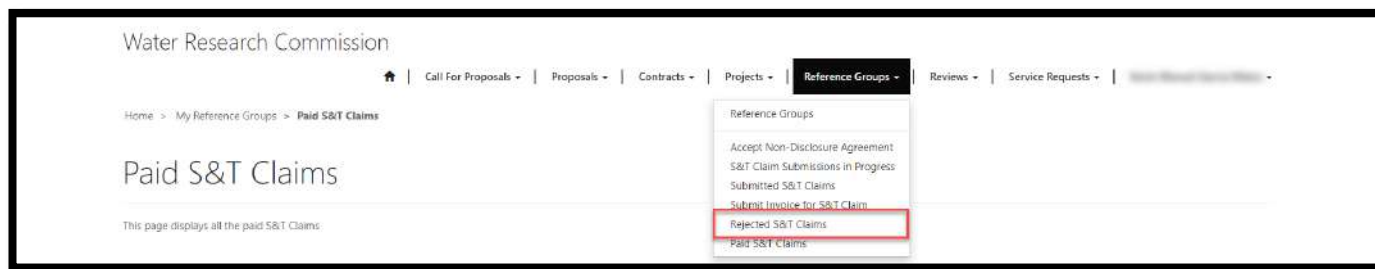 Water Research Commission
Call For Proposals | Proposals | Contracts | Projects | Reference Groups | Reviews | Service Requests |
Home > My Reference Groups > Paid S&T Claims
Paid S&T Claims
This page displays all the paid S&T Claims
Reference Groups
Accept Non-Disclosure Agreement
S&T Claim Submissions in Progress
Submitted S&T Claims
Submit Invoice for S&T Claim
Rejected S&T Claims
Paid S&T Claims